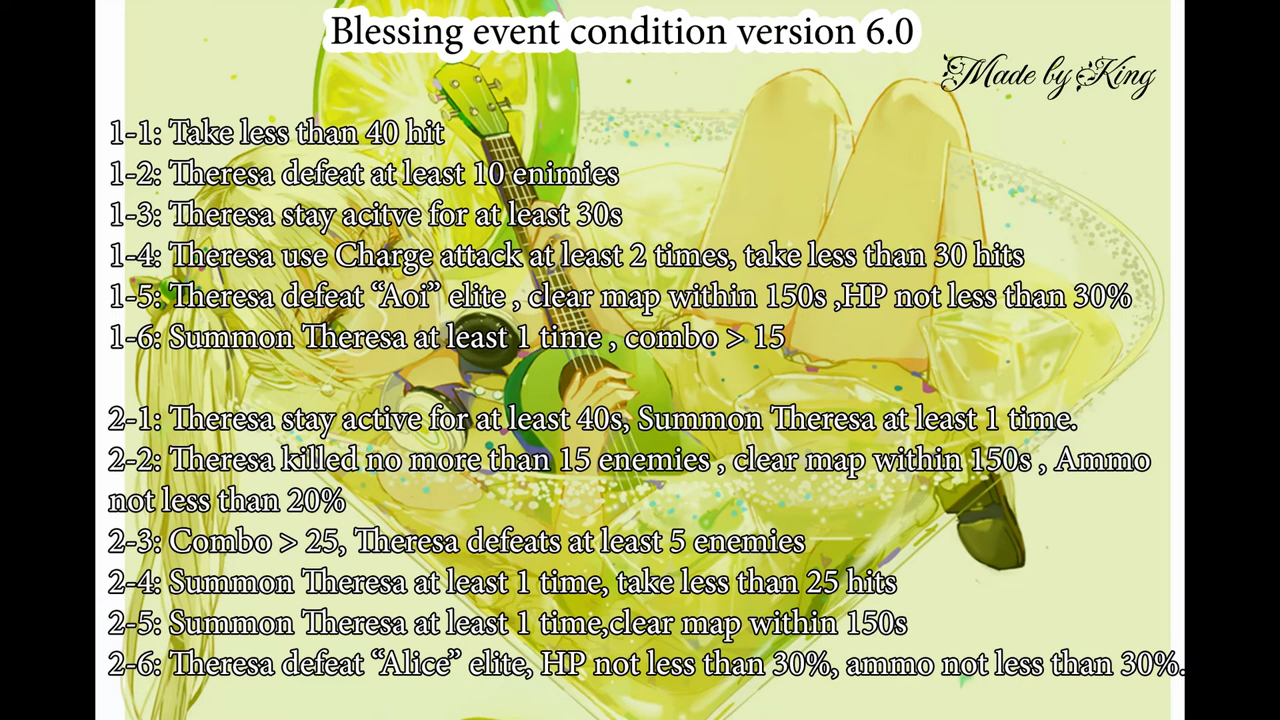 Blessing event condition version 6.0
Made by King
1-1: Take less than 40 hit
1-2: Theresa defeat at least 10 enimies
1-3: Theresa stay acitve for at least 30s
1-4: Theresa use Charge attack at least 2 times, take less than 30 hits
1-5: Theresa defeat “Aoi” elite , clear map within 150s ,HP not less than 30%
1-6: Summon Theresa at least 1 time , combo > 15
2-1: Theresa stay active for at least 40s, Summon Theresa at least 1 time.
2-2: Theresa killed no more than 15 enemies , clear map within 150s , Ammo
not less than 20%
2-3: Combo > 25, Theresa defeats at least 5 enemies
2-4: Summon Theresa at least 1 time, take less than 25 hits
2-5: Summon Theresa at least 1 time,clear map within 150s
2-6: Theresa defeat “Alice” elite, HP not less than 30%, ammo not less than 30%.